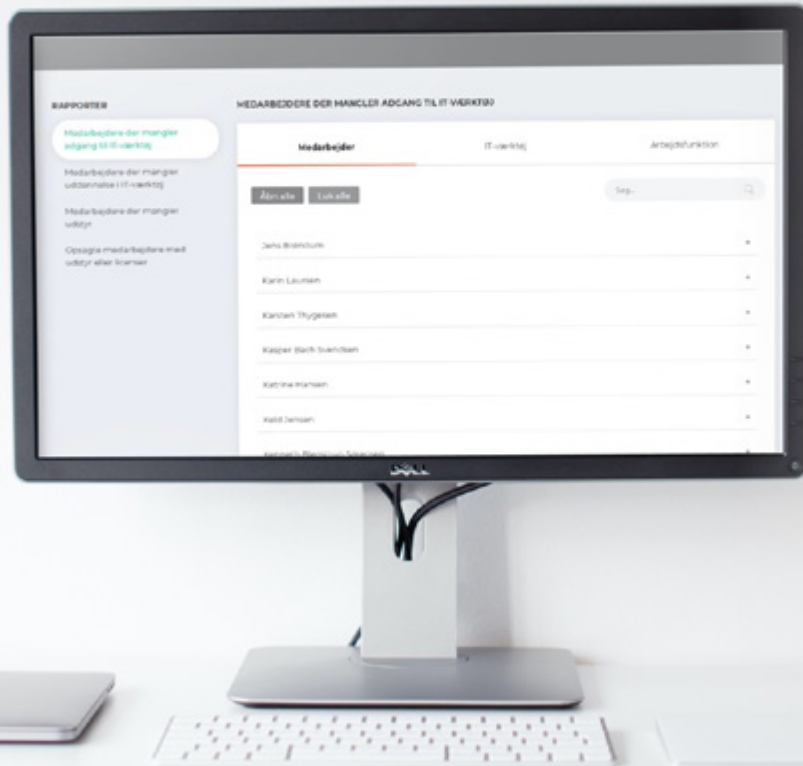 RAPPORTER
Medarbejdere der mangler
adgang til IT-værktøj
Medarbejdere der mangler
uddannelse i IT-værktøj
Medarbejdere der mangler
udstyr
Opsagte medarbejdere med
udstyr eller licenser
MEDARBEJDERE DER MANGLER ADGANG TIL IT-VÆRKTØJ
Medarbejder
IT-værktøj
Arbejdsfunktion
Åbn alle
Luk alle
Søg..
Jens Brøndum
Karin Laursen
Karsten Thygesen
Kasper Bach Svendsen
Katrine Hansen
Keld Jensen
Kenneth
DELL